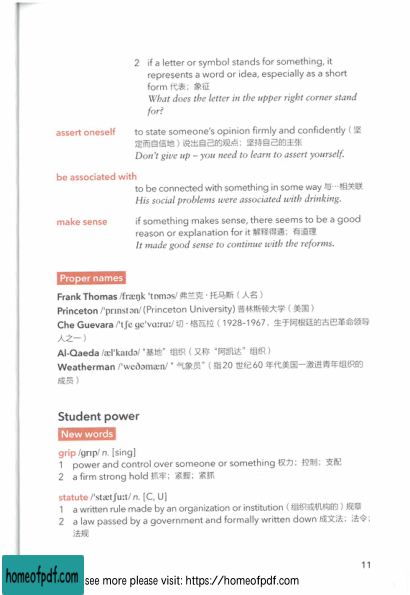 2 if a letter or symbol stands for something, it
represents a word or idea, especially as a short
form 代表；象征
What does the letter in the upper right corner stand
for?
assert oneself to state someone's opinion firmly and confidently（坚
定而自信地）说出自己的观点；坚持自己的主张
Don't give up – you need to learn to assert yourself.
be associated with
to be connected with something in some way 与…相关联
His social problems were associated with drinking.
make sense if something makes sense, there seems to be a good
reason or explanation for it 解释得通；有道理
It made good sense to continue with the reforms.
Proper names
Frank Thomas /fræŋk 'tɒməs/ 弗兰克·托马斯（人名）
Princeton /'prɪnstən/ (Princeton University) 普林斯顿大学（美国）
Che Guevara /'tʃe ge'vɑːrɑː/ 切·格瓦拉（1928-1967，生于阿根廷的古巴革命领导
人之一）
Al-Qaeda /æl'kaɪdə/ "基地"组织（又称"阿凯达"组织）
Weatherman /'weðəmæn/ "气象员"（指20世纪60年代美国一激进青年组织的
成员）
Student power
New words
grip /grɪp/ n. [sing]
1 power and control over someone or something 权力；控制；支配
2 a firm strong hold 抓牢；紧握；紧抓
statute /'stætʃuːt/ n. [C, U]
1 a written rule made by an organization or institution（组织或机构的）规章
2 a law passed by a government and formally written down 成文法；法令；
法规
11
homeofpdf.com see more please visit: https://homeofpdf.com